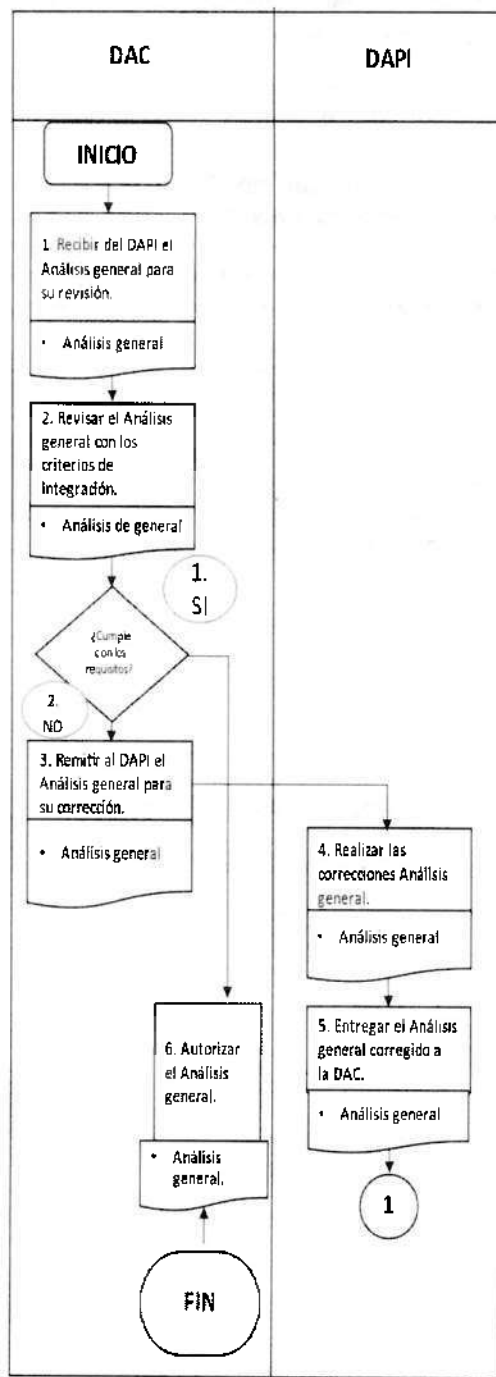 DAC
DAPI
INICIO
1. Recibir del DAPI el
Análisis general para
su revisión.
• Análisis general
2. Revisar el Análisis
general con los
criterios de
integración.
• Análisis de general
1.
SI
¿Cumple
con los
requisitos?
2.
NO
3. Remitir al DAPI el
Análisis general para
su corrección.
• Análisis general
4. Realizar las
correcciones Análisis
general.
• Análisis general
5. Entregar el Análisis
general corregido a
la DAC.
• Análisis general
1
6. Autorizar
el Análisis
general.
• Análisis
general.
FIN